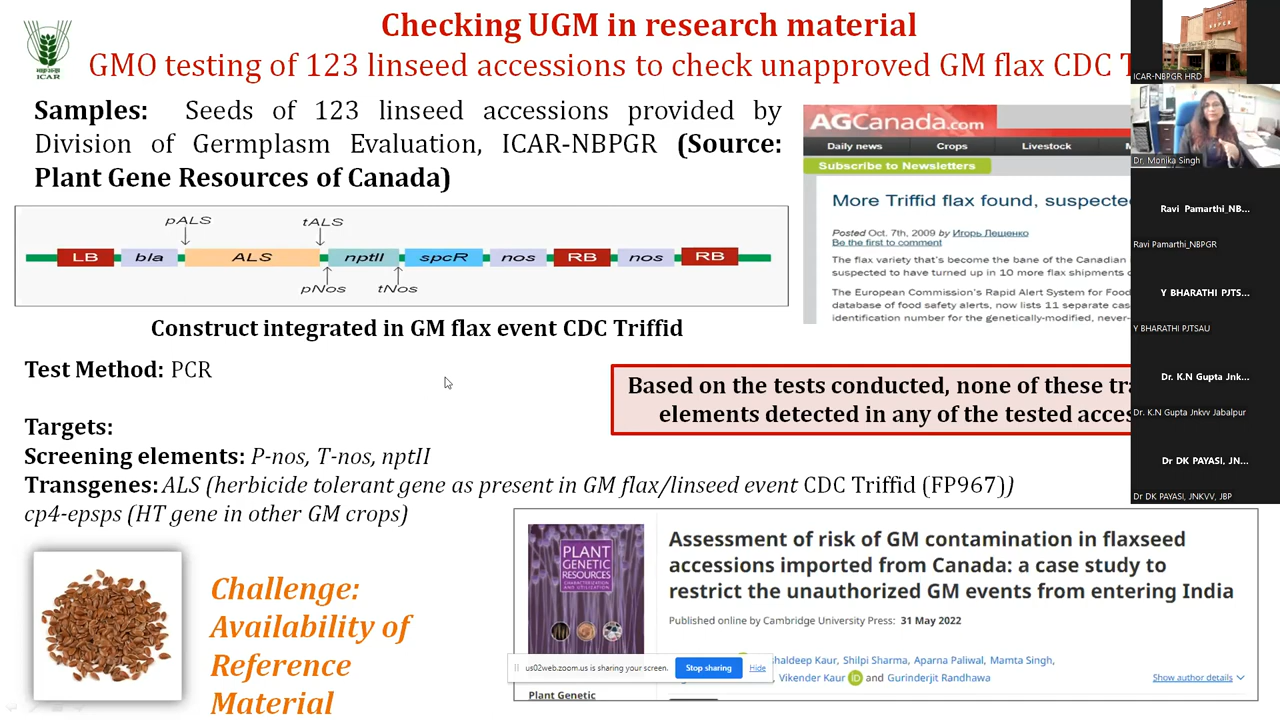 Checking UGM in research material
GMO testing of 123 linseed accessions to check unapproved GM flax CDC
ICAR
Samples: Seeds of 123 linseed accessions provided by
Division of Germplasm Evaluation, ICAR-NBPGR (Source:
Plant Gene Resources of Canada)
pALS
tALS
LB
bla
ALS
nptII
spcR
nos
RB
nos
RB
pNos
tNos
Construct integrated in GM flax event CDC Triffid
AGCanada.com
Daily news
Crops
Livestock
Subscribe to Newsletters
More Triffid flax found, suspected
Posted Oct. 7th, 2009 by Игорь Лещенко
Be the first to comment
The flax variety that's become the bane of the Canadian
suspected to have turned up in 10 more flax shipments
The European Commission's Rapid Alert System for Food
database of food safety alerts, now lists 11 separate
identification number for the genetically-modified, never-
Test Method: PCR
Based on the tests conducted, none of these
elements detected in any of the tested
Targets:
Screening elements: P-nos, T-nos, nptII
Transgenes: ALS (herbicide tolerant gene as present in GM flax/linseed event CDC Triffid (FP967))
cp4-epsps (HT gene in other GM crops)
Challenge:
Availability of
Reference
Material
PLANT
GENETIC
RESOURCES
Plant Genetic
Assessment of risk of GM contamination in flaxseed
accessions imported from Canada: a case study to
restrict the unauthorized GM events from entering India
Published online by Cambridge University Press: 31 May 2022
Kaur, Shilpi Sharma, Aparna Paliwal, Mamta Singh,
Vikender Kaur iD and Gurinderjit Randhawa
Show author details
us02web.zoom.us is sharing your screen.
Stop sharing
Hide
ICAR-NBPGR HRD
Dr. Monika Singh
Ravi Pamarthi_NB...
Ravi Pamarthi_NBPGR
Y BHARATHI PJTS...
Y BHARATHI PJTSAU
Dr. K.N Gupta Jnk...
Dr. K.N Gupta Jnkvv Jabalpur
Dr DK PAYASI, JN...
Dr DK PAYASI, JNKVV, JBP